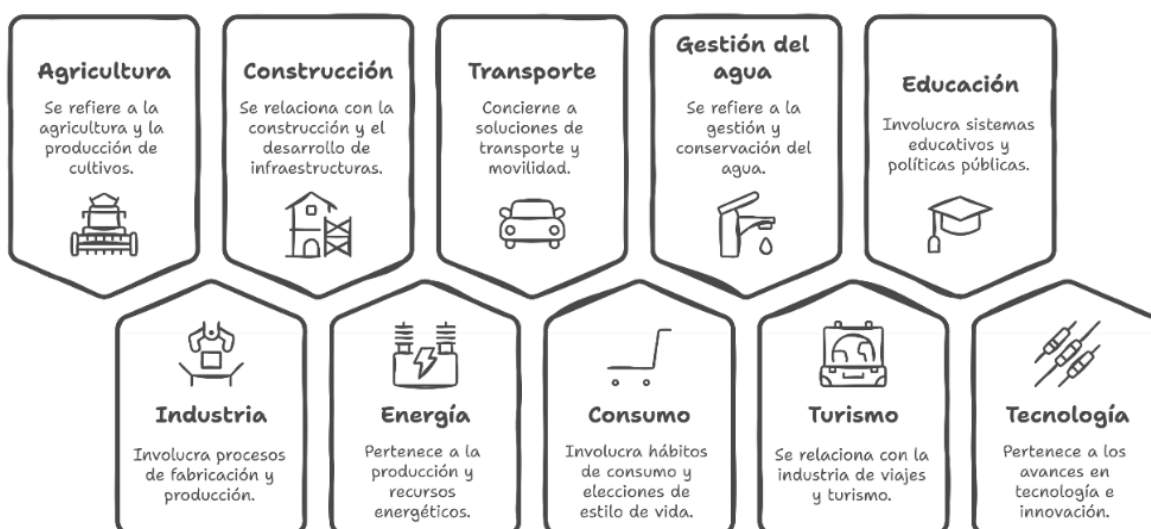 Agricultura
Se refiere a la
agricultura y la
producción de
cultivos.
Construcción
Se relaciona con la
construcción y el
desarrollo de
infraestructuras.
Transporte
Concierne a
soluciones de
transporte y
movilidad.
Gestión del
agua
Se refiere a la
gestión y
conservación del
agua.
Educación
Involucra sistemas
educativos y
políticas públicas.
Industria
Involucra procesos
de fabricación y
producción.
Energía
Pertenece a la
producción y
recursos
energéticos.
Consumo
Involucra hábitos
de consumo y
elecciones de
estilo de vida.
Turismo
Se relaciona con la
industria de viajes
y turismo.
Tecnología
Pertenece a los
avances en
tecnología e
innovación.